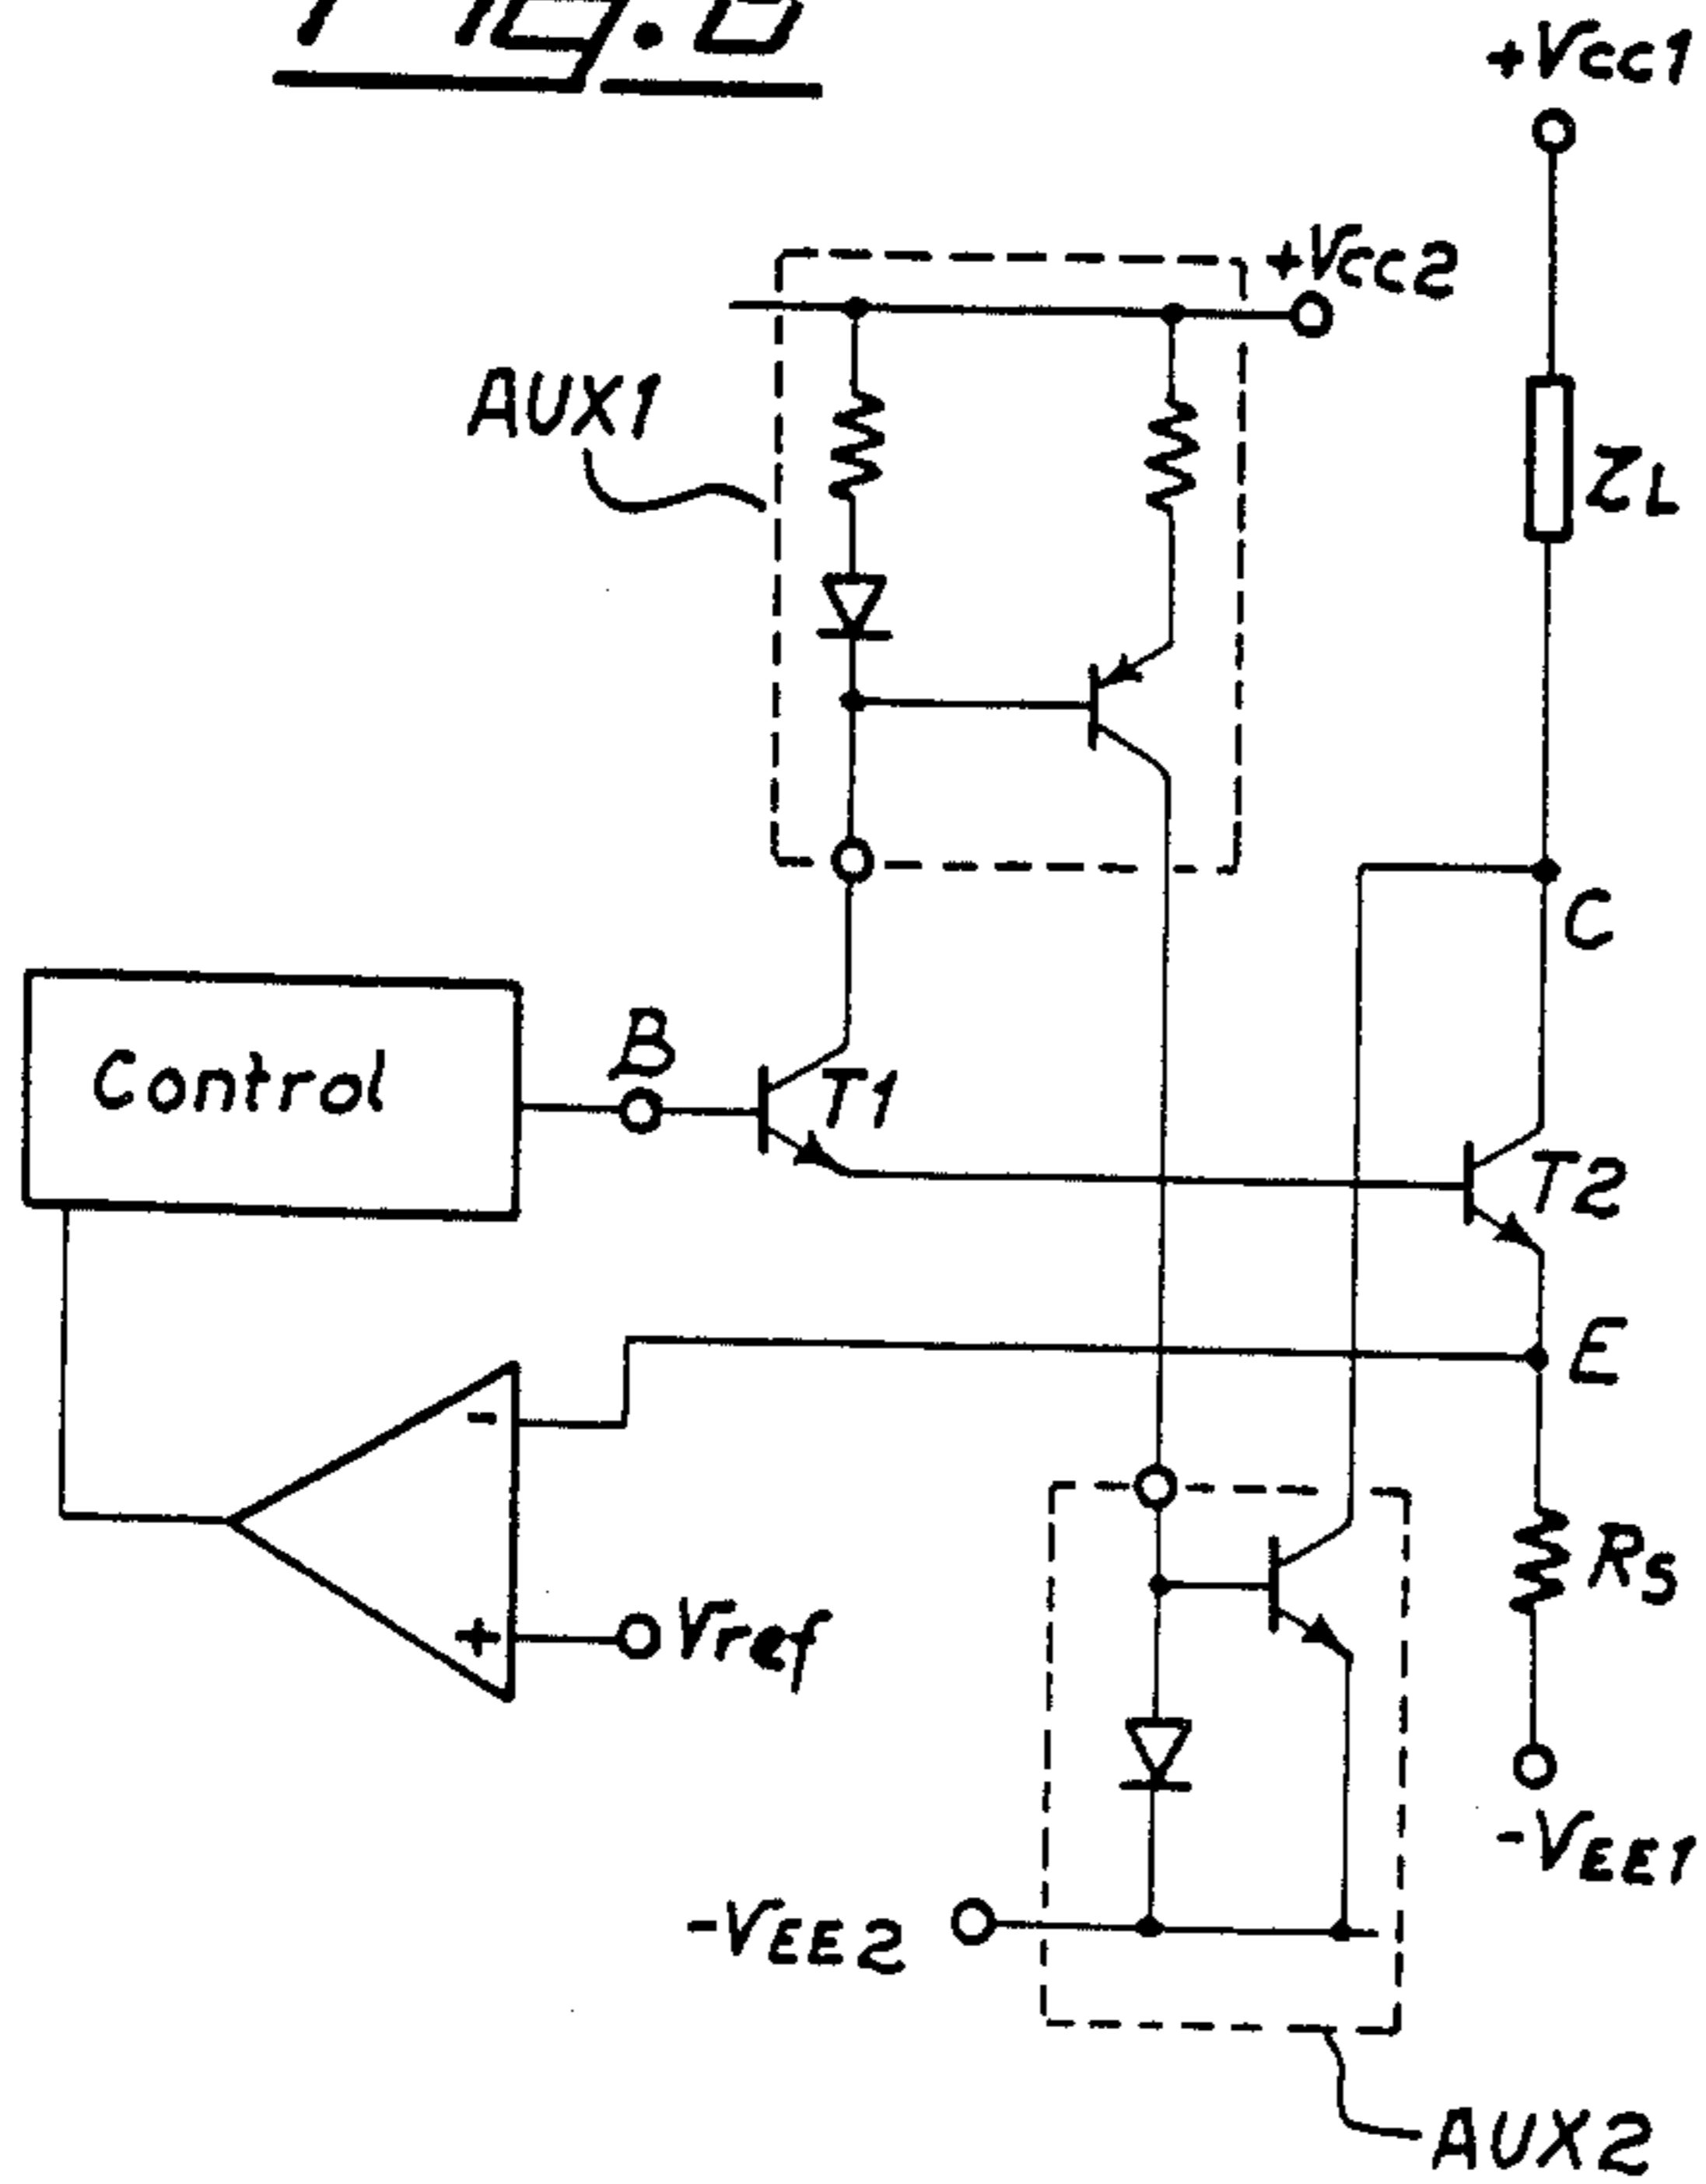 +Vcc1
+Vcc2
AUX1
ZL
C
Control
B
T1
T2
E
-
+
Vref
Rs
-VEE1
-VEE2
AUX2